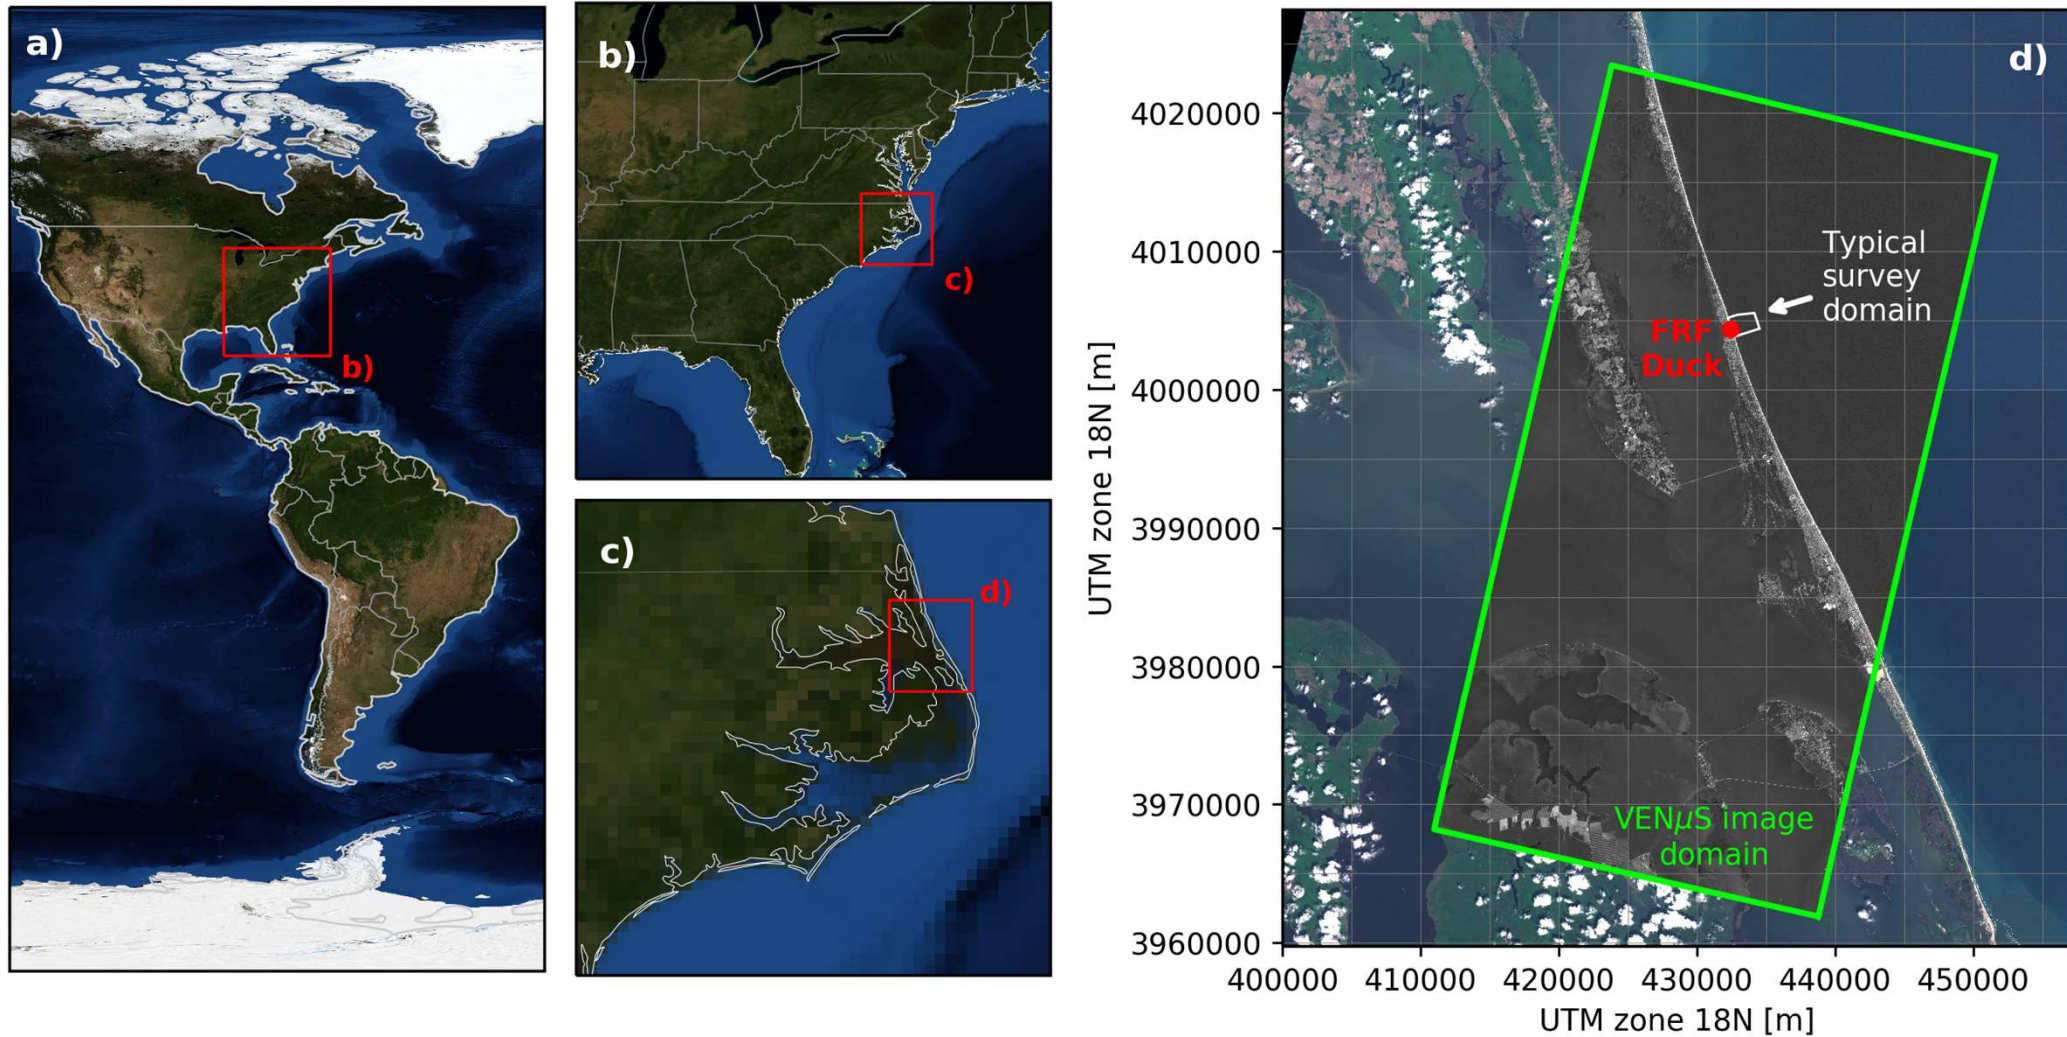 a)
b)
b)
c)
c)
d)
d)
Typical
survey
domain
FRF
Duck
VENμS image
domain
UTM zone 18N [m]
4020000
4010000
4000000
3990000
3980000
3970000
3960000
400000 410000 420000 430000 440000 450000
UTM zone 18N [m]